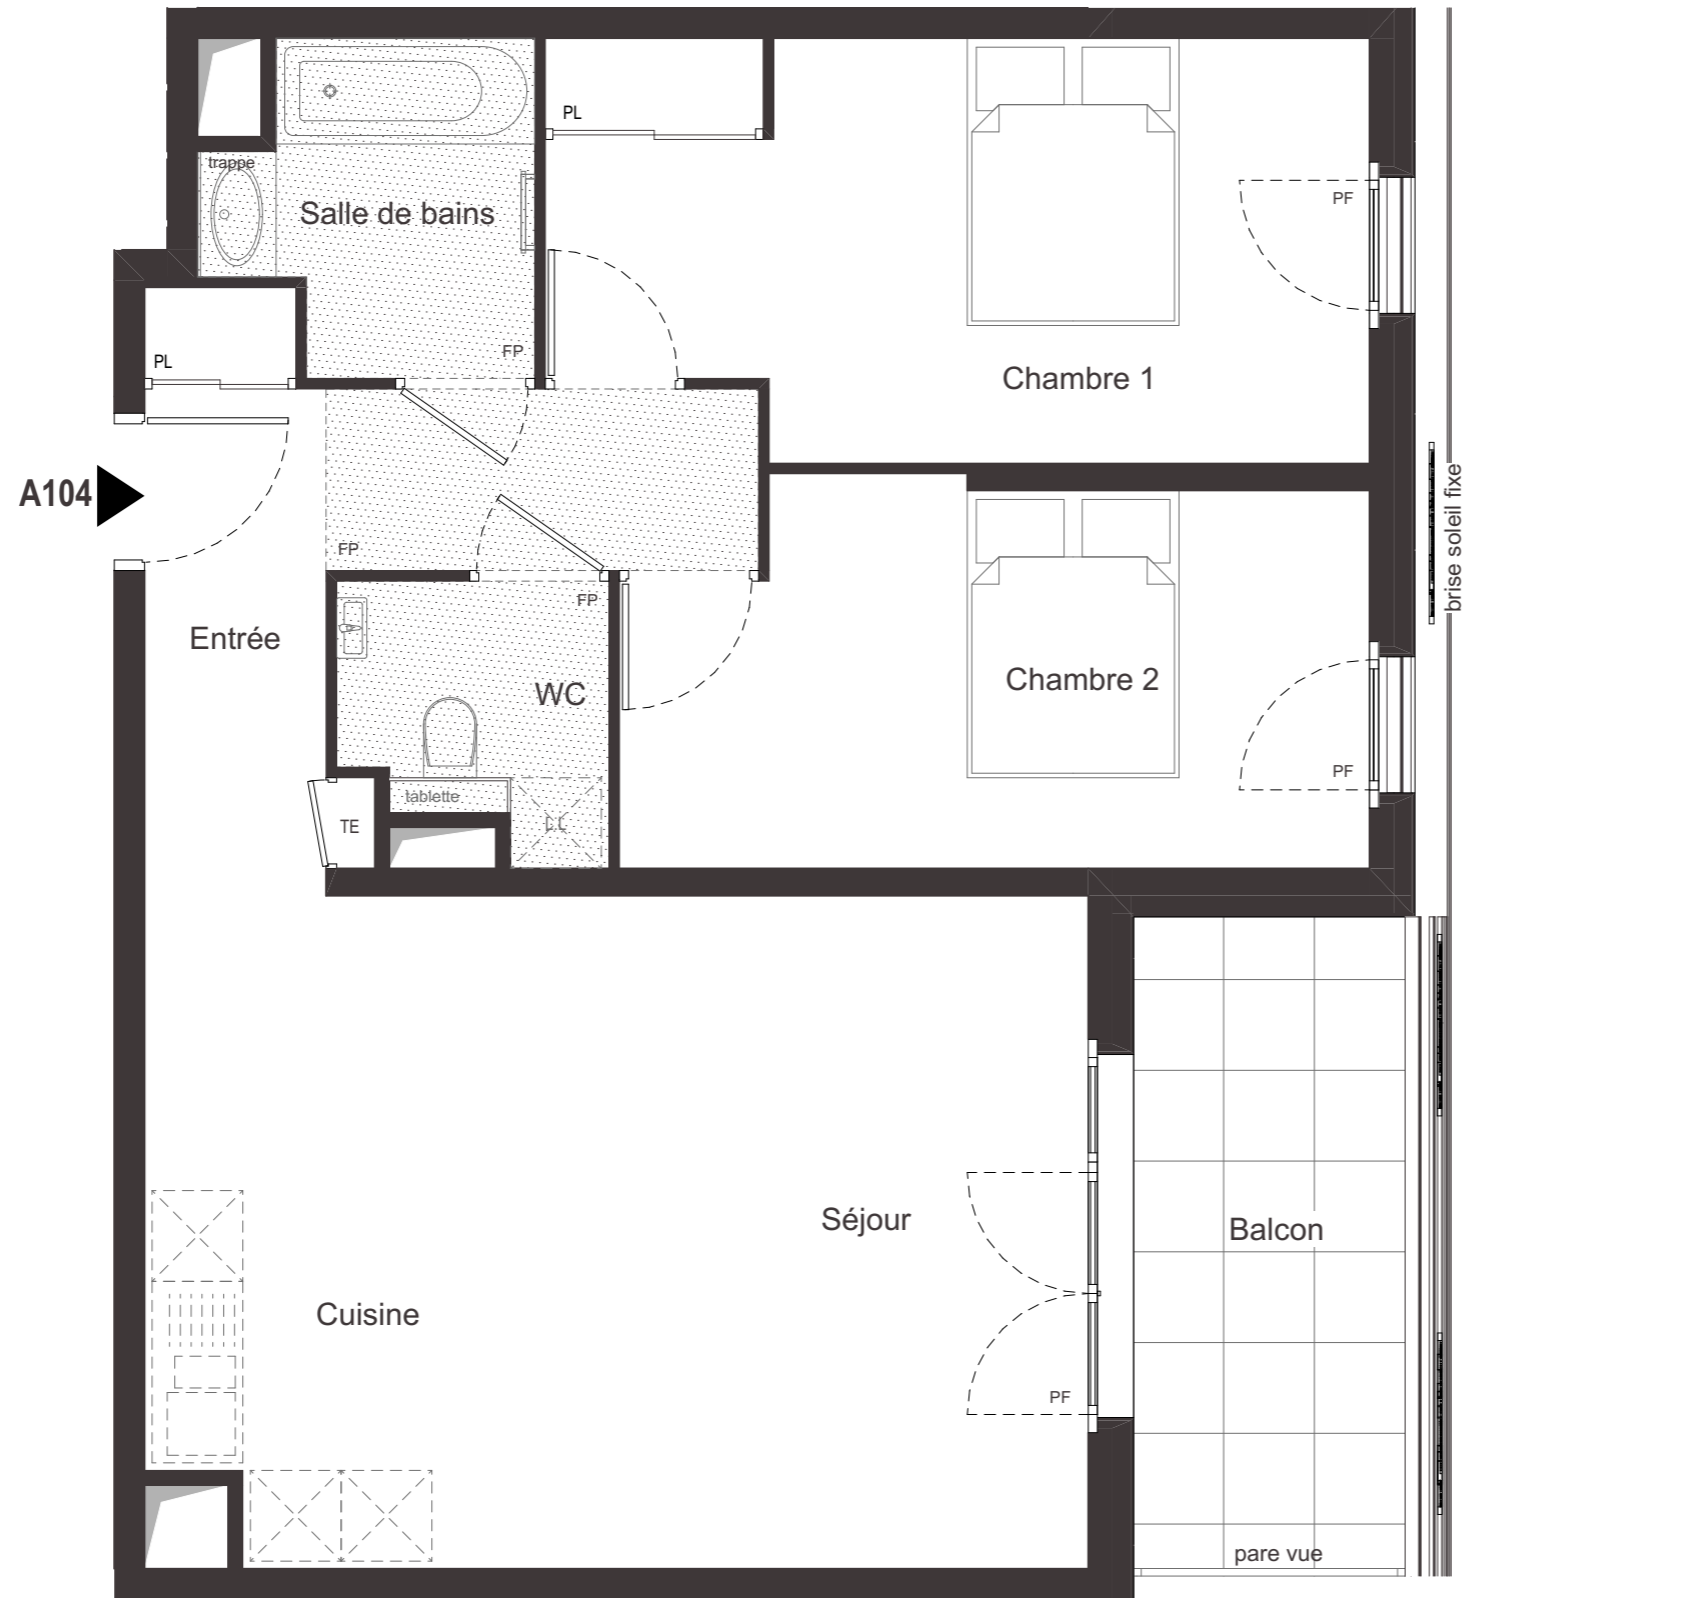 PL
trappe
Salle de bains
PF
FP
PL
Chambre 1
A104
brise soleil fixe
FP
FP
Entrée
Chambre 2
WC
PF
tablette
TE
LL
Séjour
Balcon
Cuisine
PF
pare vue